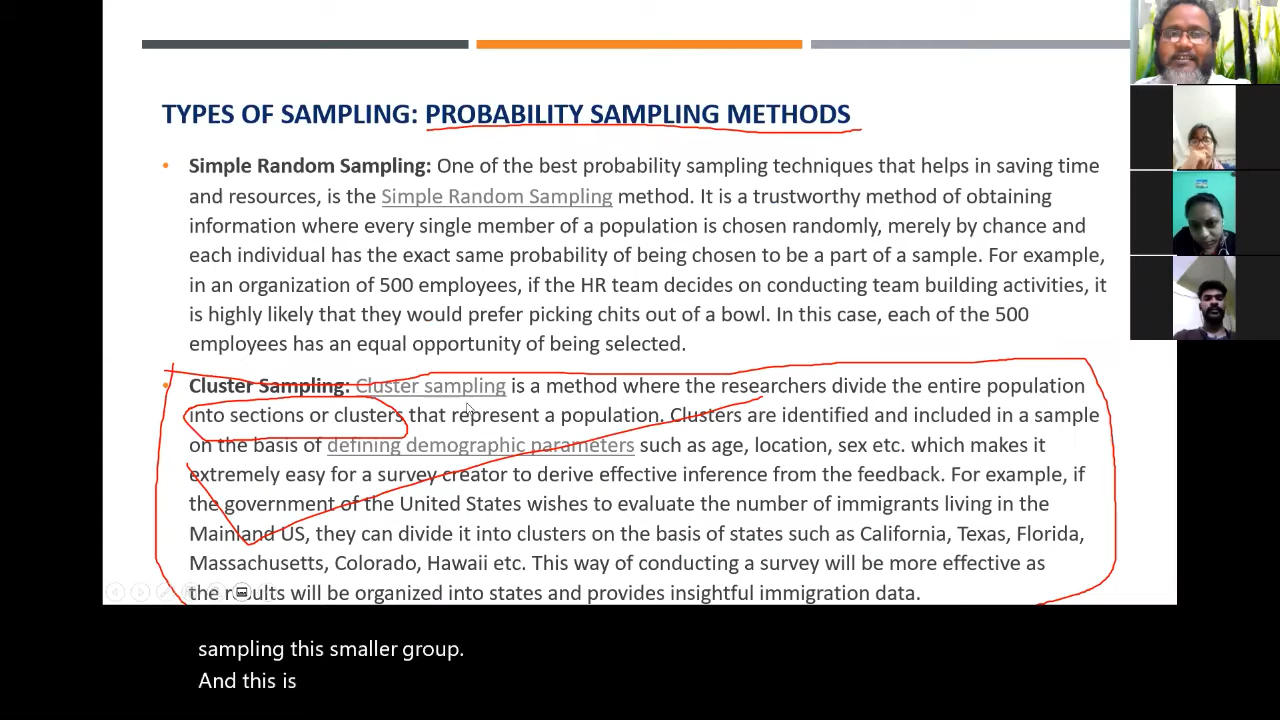 TYPES OF SAMPLING: PROBABILITY SAMPLING METHODS
• Simple Random Sampling: One of the best probability sampling techniques that helps in saving time
and resources, is the Simple Random Sampling method. It is a trustworthy method of obtaining
information where every single member of a population is chosen randomly, merely by chance and
each individual has the exact same probability of being chosen to be a part of a sample. For example,
in an organization of 500 employees, if the HR team decides on conducting team building activities, it
is highly likely that they would prefer picking chits out of a bowl. In this case, each of the 500
employees has an equal opportunity of being selected.
• Cluster Sampling: Cluster sampling is a method where the researchers divide the entire population
into sections or clusters that represent a population. Clusters are identified and included in a sample
on the basis of defining demographic parameters such as age, location, sex etc. which makes it
extremely easy for a survey creator to derive effective inference from the feedback. For example, if
the government of the United States wishes to evaluate the number of immigrants living in the
Mainland US, they can divide it into clusters on the basis of states such as California, Texas, Florida,
Massachusetts, Colorado, Hawaii etc. This way of conducting a survey will be more effective as
the results will be organized into states and provides insightful immigration data.
sampling this smaller group.
And this is